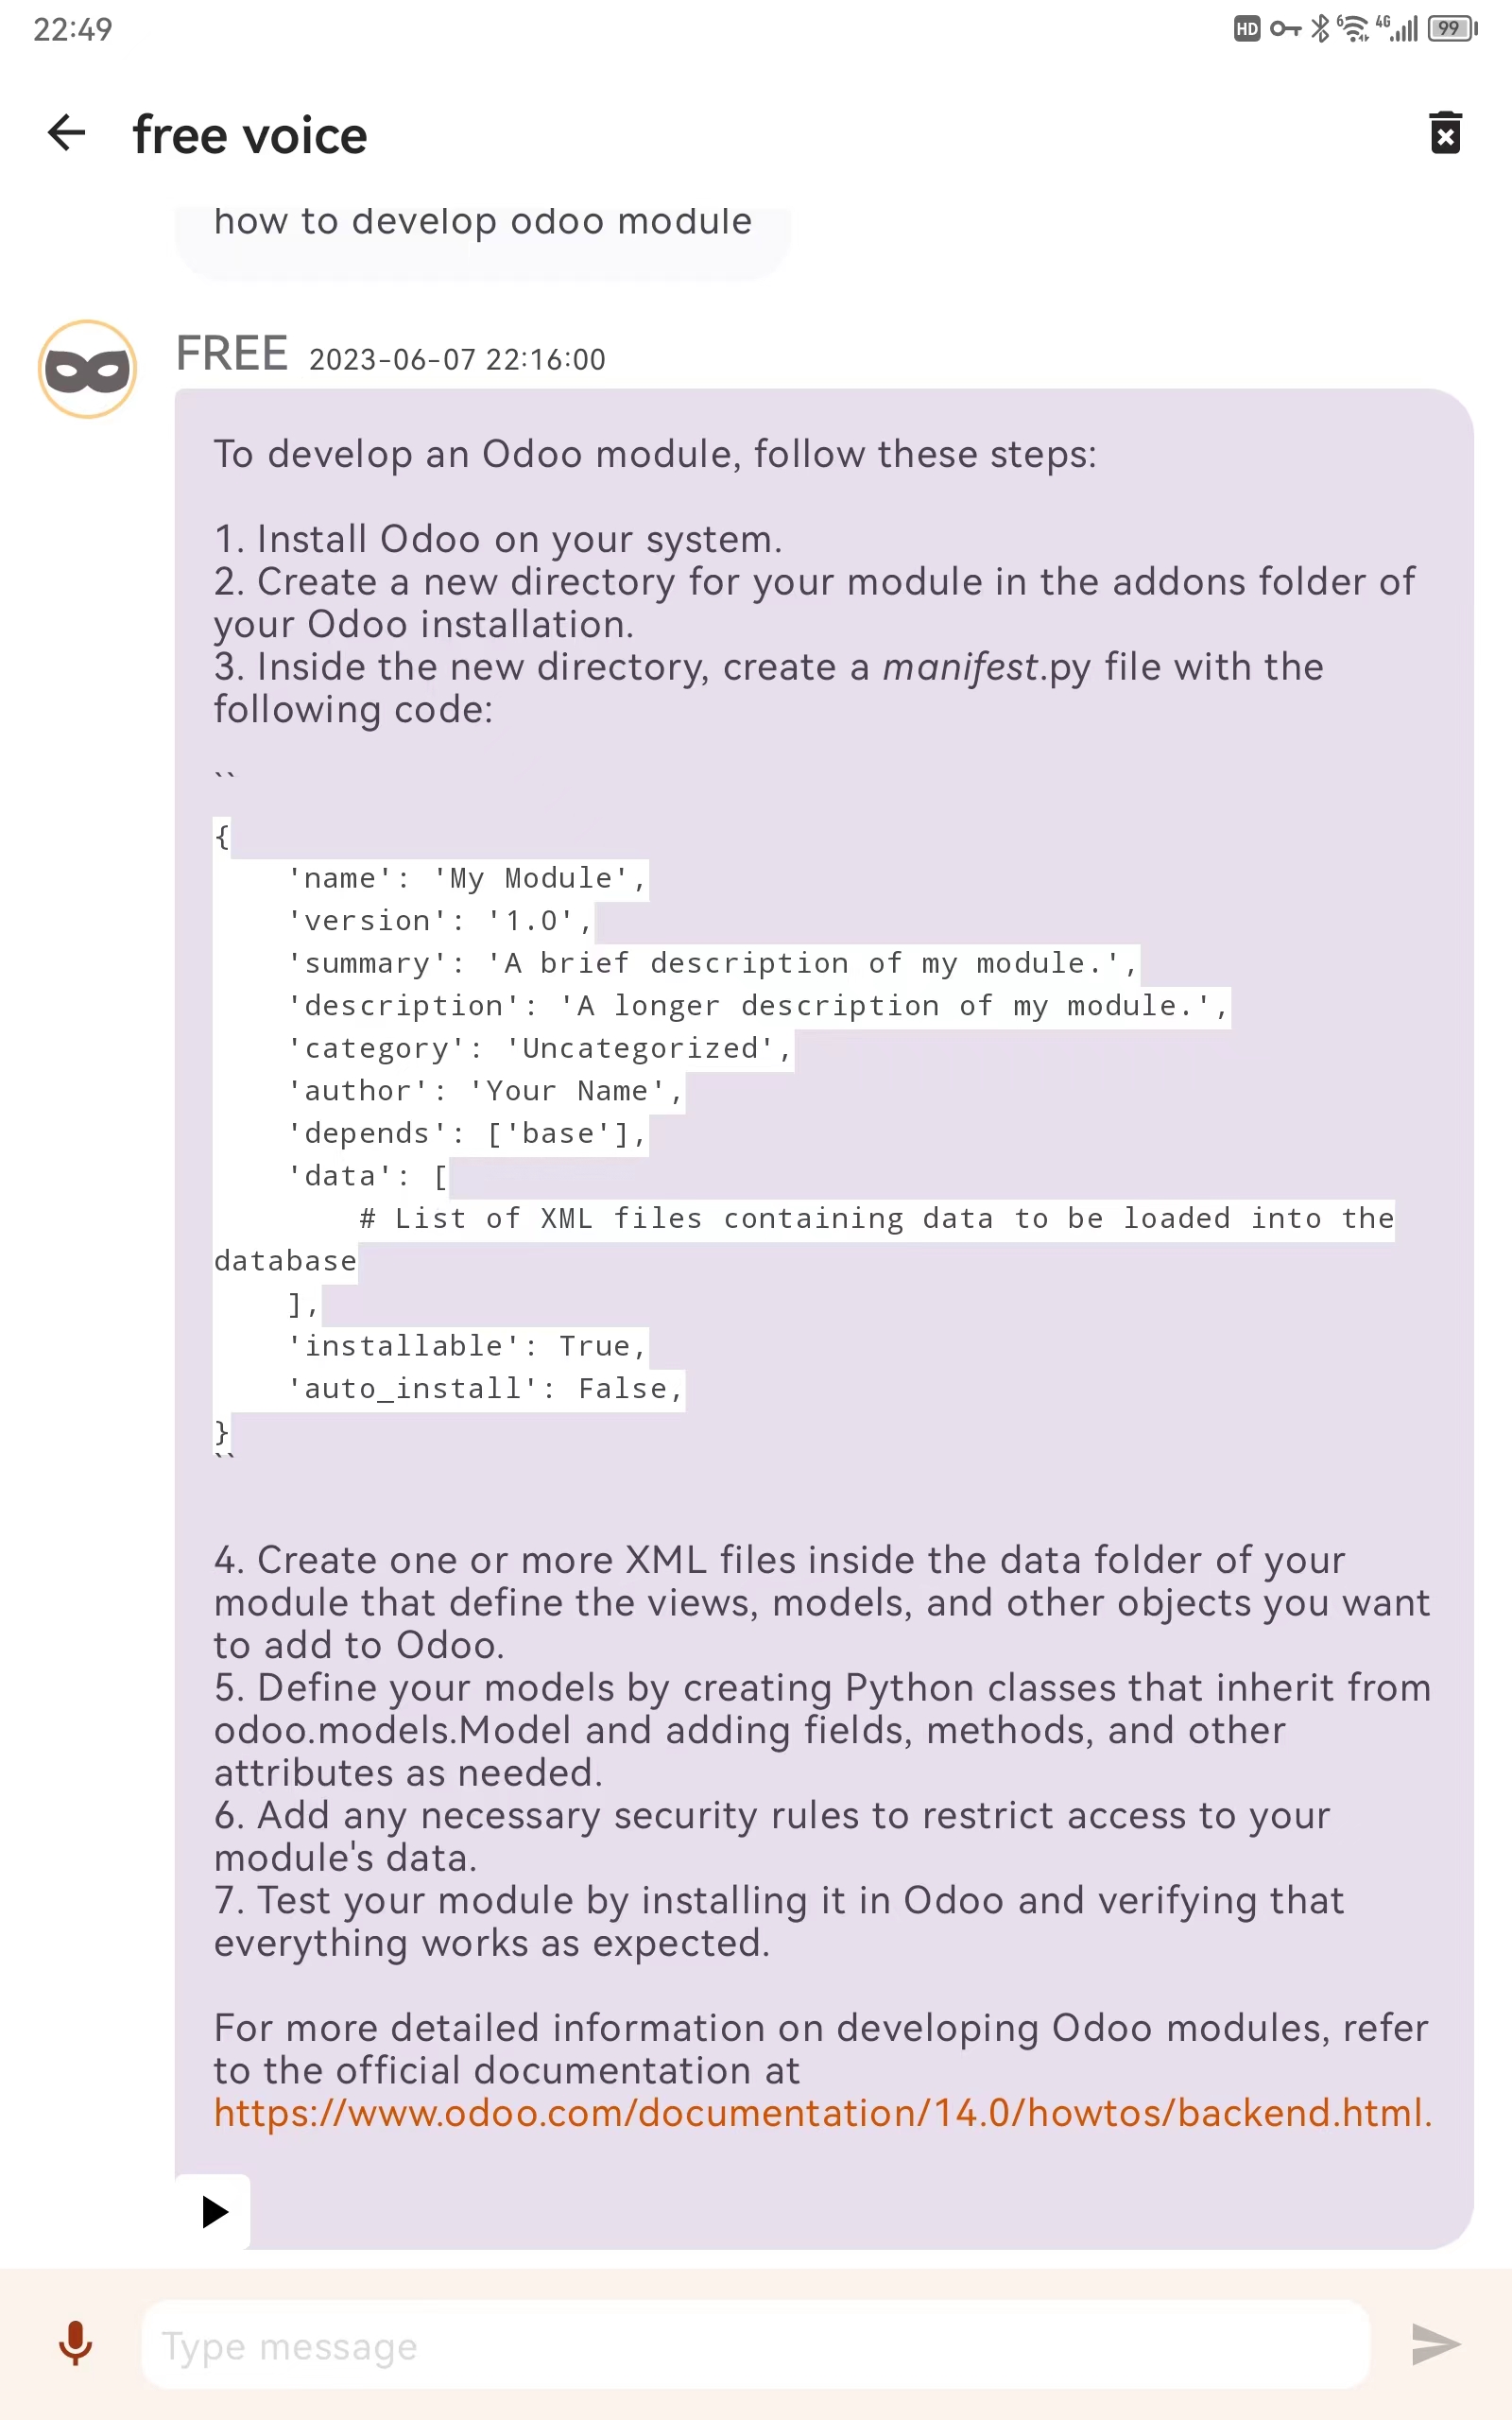 22:49
HD 6 4G 99
free voice
how to develop odoo module
FREE 2023-06-07 22:16:00
To develop an Odoo module, follow these steps:
1. Install Odoo on your system.
2. Create a new directory for your module in the addons folder of
your Odoo installation.
3. Inside the new directory, create a manifest.py file with the
following code:
``
{
    'name': 'My Module',
    'version': '1.0',
    'summary': 'A brief description of my module.',
    'description': 'A longer description of my module.',
    'category': 'Uncategorized',
    'author': 'Your Name',
    'depends': ['base'],
    'data': [
        # List of XML files containing data to be loaded into the
database
    ],
    'installable': True,
    'auto_install': False,
}
``
4. Create one or more XML files inside the data folder of your
module that define the views, models, and other objects you want
to add to Odoo.
5. Define your models by creating Python classes that inherit from
odoo.models.Model and adding fields, methods, and other
attributes as needed.
6. Add any necessary security rules to restrict access to your
module's data.
7. Test your module by installing it in Odoo and verifying that
everything works as expected.
For more detailed information on developing Odoo modules, refer
to the official documentation at
https://www.odoo.com/documentation/14.0/howtos/backend.html.
Type message